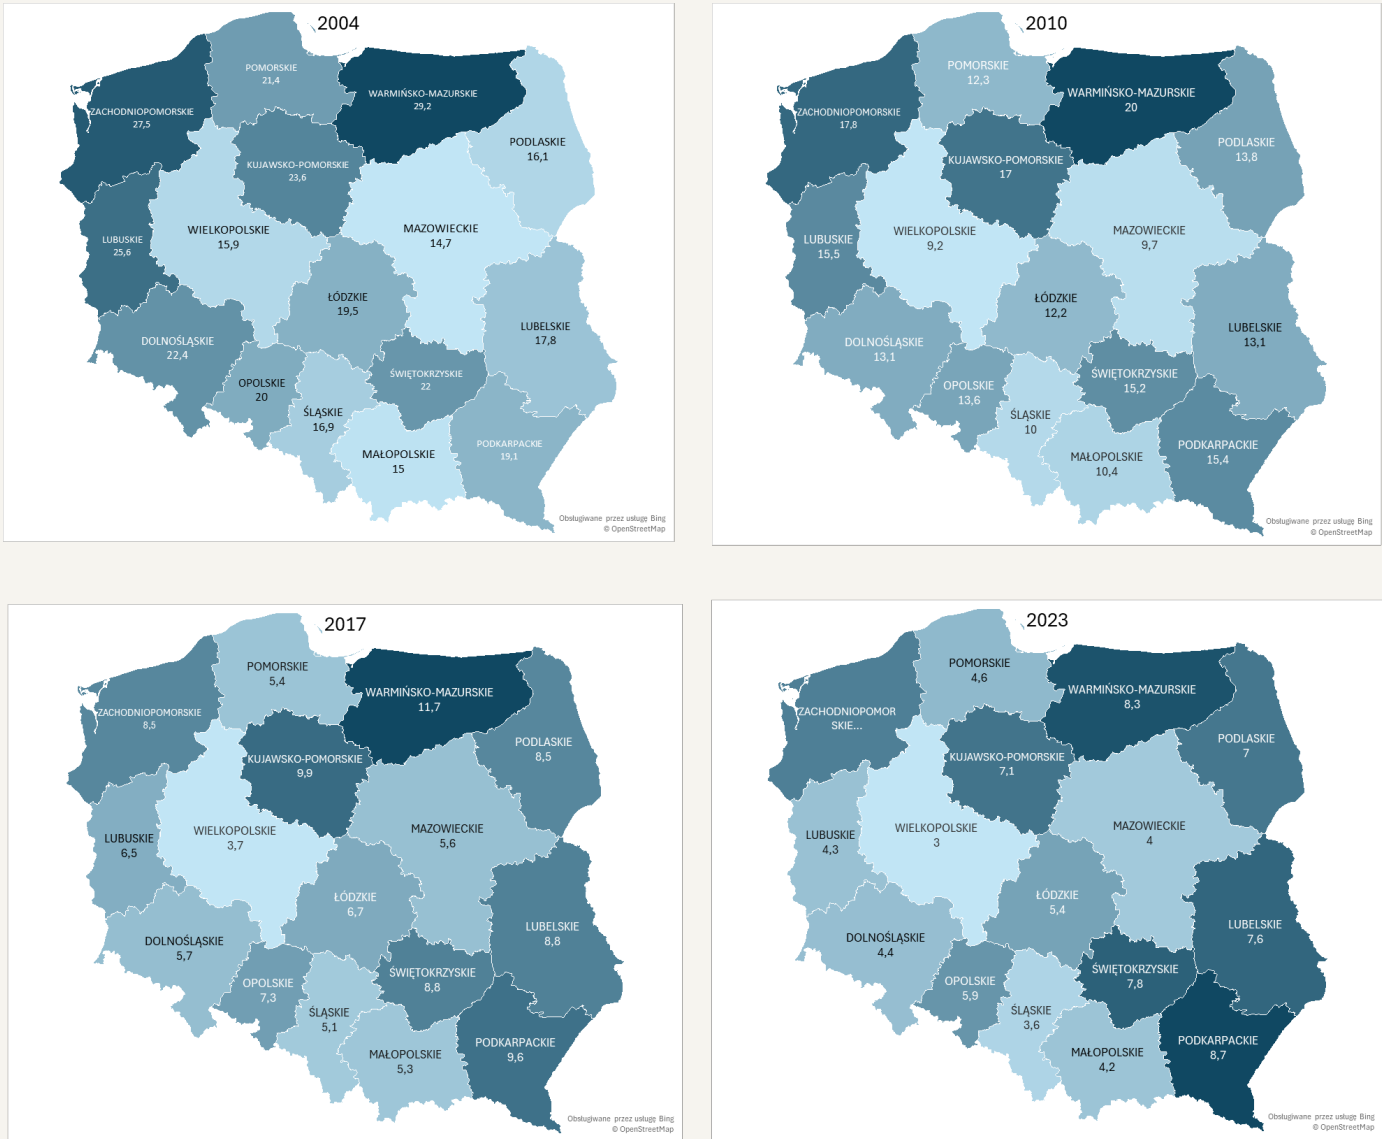 2004
POMORSKIE
21,4
WARMIŃSKO-MAZURSKIE
29,2
ZACHODNIOPOMORSKIE
27,5
PODLASKIE
16,1
KUJAWSKO-POMORSKIE
23,6
WIELKOPOLSKIE
15,9
MAZOWIECKIE
14,7
LUBUSKIE
25,6
ŁÓDZKIE
19,5
LUBELSKIE
17,8
DOLNOŚLĄSKIE
22,4
ŚWIĘTOKRZYSKIE
22
OPOLSKIE
20
ŚLĄSKIE
16,9
MAŁOPOLSKIE
15
PODKARPACKIE
19,1
Obsługiwane przez usługę Bing
© OpenStreetMap
2010
POMORSKIE
12,3
WARMIŃSKO-MAZURSKIE
20
ZACHODNIOPOMORSKIE
17,8
PODLASKIE
13,8
KUJAWSKO-POMORSKIE
17
WIELKOPOLSKIE
9,2
MAZOWIECKIE
9,7
LUBUSKIE
15,5
ŁÓDZKIE
12,2
LUBELSKIE
13,1
DOLNOŚLĄSKIE
13,1
ŚWIĘTOKRZYSKIE
15,2
OPOLSKIE
13,6
ŚLĄSKIE
10
MAŁOPOLSKIE
10,4
PODKARPACKIE
15,4
Obsługiwane przez usługę Bing
© OpenStreetMap
2017
POMORSKIE
5,4
WARMIŃSKO-MAZURSKIE
11,7
ZACHODNIOPOMORSKIE
8,5
PODLASKIE
8,5
KUJAWSKO-POMORSKIE
9,9
WIELKOPOLSKIE
3,7
MAZOWIECKIE
5,6
LUBUSKIE
6,5
ŁÓDZKIE
6,7
LUBELSKIE
8,8
DOLNOŚLĄSKIE
5,7
ŚWIĘTOKRZYSKIE
8,8
OPOLSKIE
7,3
ŚLĄSKIE
5,1
MAŁOPOLSKIE
5,3
PODKARPACKIE
9,6
Obsługiwane przez usługę Bing
© OpenStreetMap
2023
POMORSKIE
4,6
WARMIŃSKO-MAZURSKIE
8,3
ZACHODNIOPOMOR
SKIE...
PODLASKIE
7
KUJAWSKO-POMORSKIE
7,1
WIELKOPOLSKIE
3
MAZOWIECKIE
4
LUBUSKIE
4,3
ŁÓDZKIE
5,4
LUBELSKIE
7,6
DOLNOŚLĄSKIE
4,4
ŚWIĘTOKRZYSKIE
7,8
OPOLSKIE
5,9
ŚLĄSKIE
3,6
MAŁOPOLSKIE
4,2
PODKARPACKIE
8,7
Obsługiwane przez usługę Bing
© OpenStreetMap